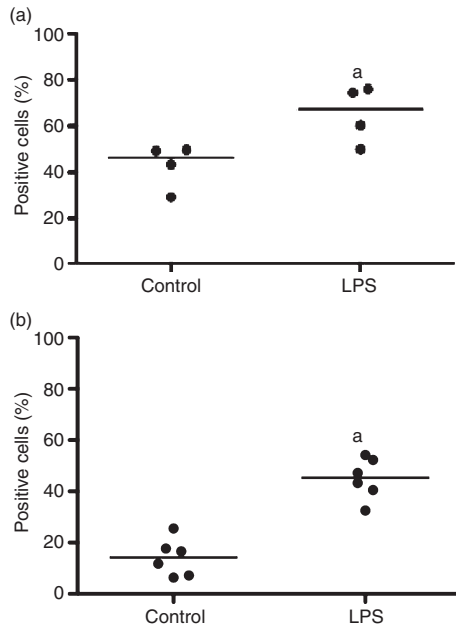 (a)
100
80
60
40
20
0
Positive cells (%)
a
Control
LPS
(b)
100
80
60
40
20
0
Positive cells (%)
a
Control
LPS